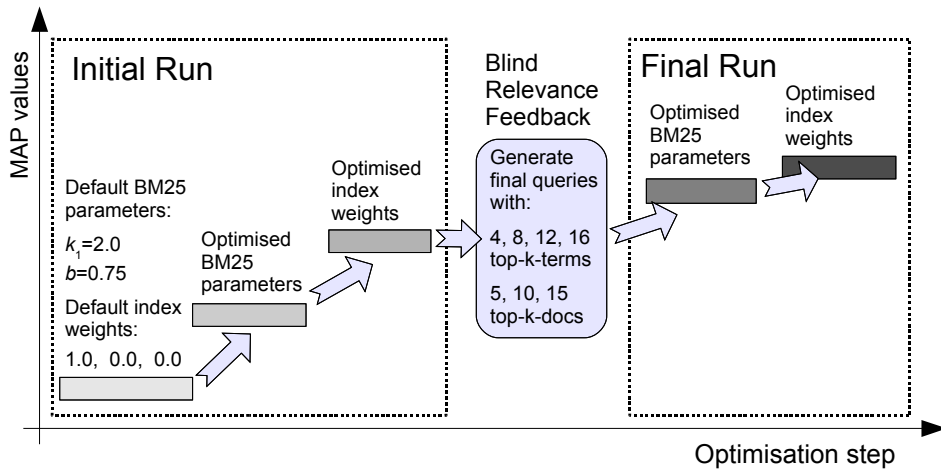 MAP values
Initial Run
Default BM25
parameters:
k1=2.0
b=0.75
Default index
weights:
1.0, 0.0, 0.0
Optimised
BM25
parameters
Optimised
index
weights
Blind
Relevance
Feedback
Generate
final queries
with:
4, 8, 12, 16
top-k-terms
5, 10, 15
top-k-docs
Final Run
Optimised
BM25
parameters
Optimised
index
weights
Optimisation step